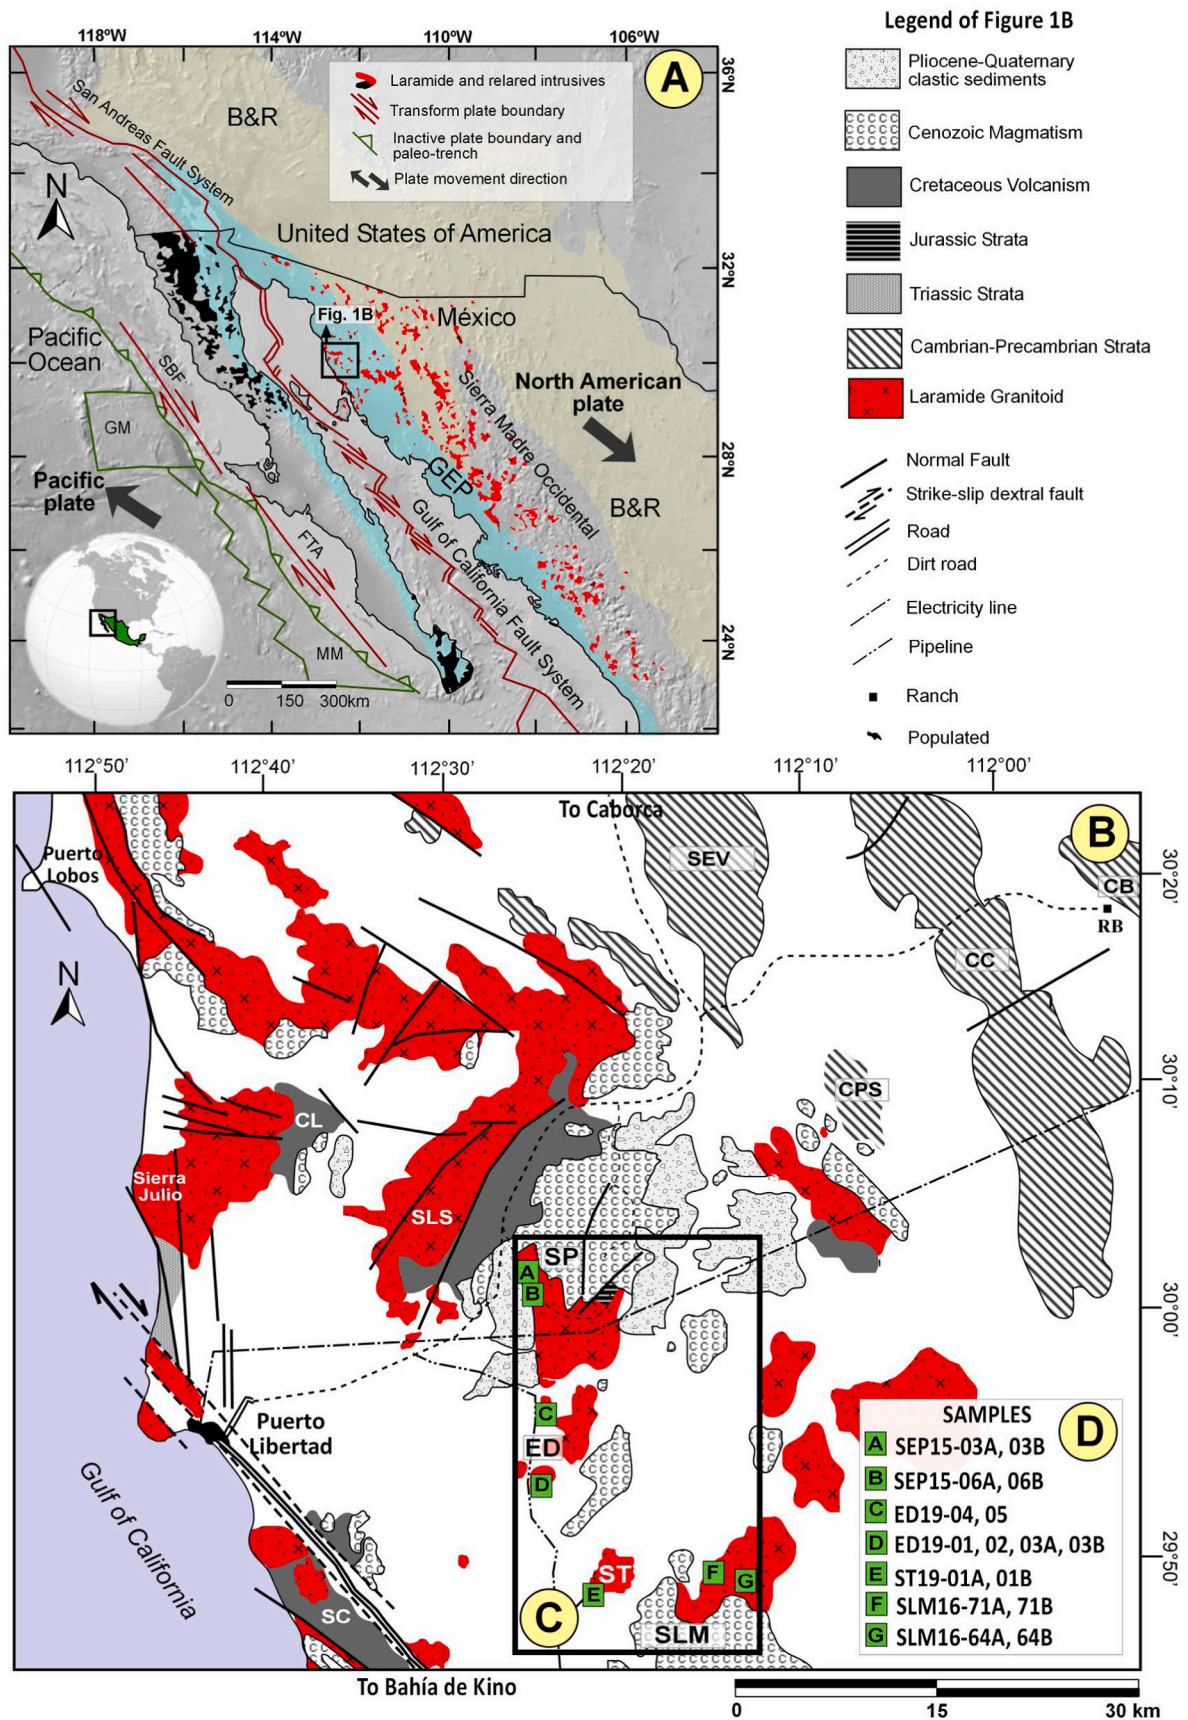 Legend of Figure 1B
118°W
114°W
110°W
106°W
36°N
32°N
28°N
24°N
A
Laramide and relared intrusives
Transform plate boundary
Inactive plate boundary and
paleo-trench
Plate movement direction
San Andreas Fault System
B&R
N
United States of America
Fig. 1B
México
Pacific
Ocean
SBF
GM
Sierra Madre Occidental
North American
plate
GEP
Pacific
plate
B&R
Gulf of California Fault System
FTA
MM
0 150 300km
Pliocene-Quaternary
clastic sediments
Cenozoic Magmatism
Cretaceous Volcanism
Jurassic Strata
Triassic Strata
Cambrian-Precambrian Strata
Laramide Granitoid
Normal Fault
Strike-slip dextral fault
Road
Dirt road
Electricity line
Pipeline
Ranch
Populated
112°50'
112°40'
112°30'
112°20'
112°10'
112°00'
30°20'
30°10'
30°00'
29°50'
To Caborca
B
Puerto
Lobos
SEV
CB
RB
CC
N
CPS
CL
Sierra
Julio
SLS
SP
A
B
Puerto
Libertad
C
ED
D
Gulf of California
ST
E
F
G
SC
C
SLM
D
SAMPLES
A SEP15-03A, 03B
B SEP15-06A, 06B
C ED19-04, 05
D ED19-01, 02, 03A, 03B
E ST19-01A, 01B
F SLM16-71A, 71B
G SLM16-64A, 64B
To Bahía de Kino
0 15 30 km